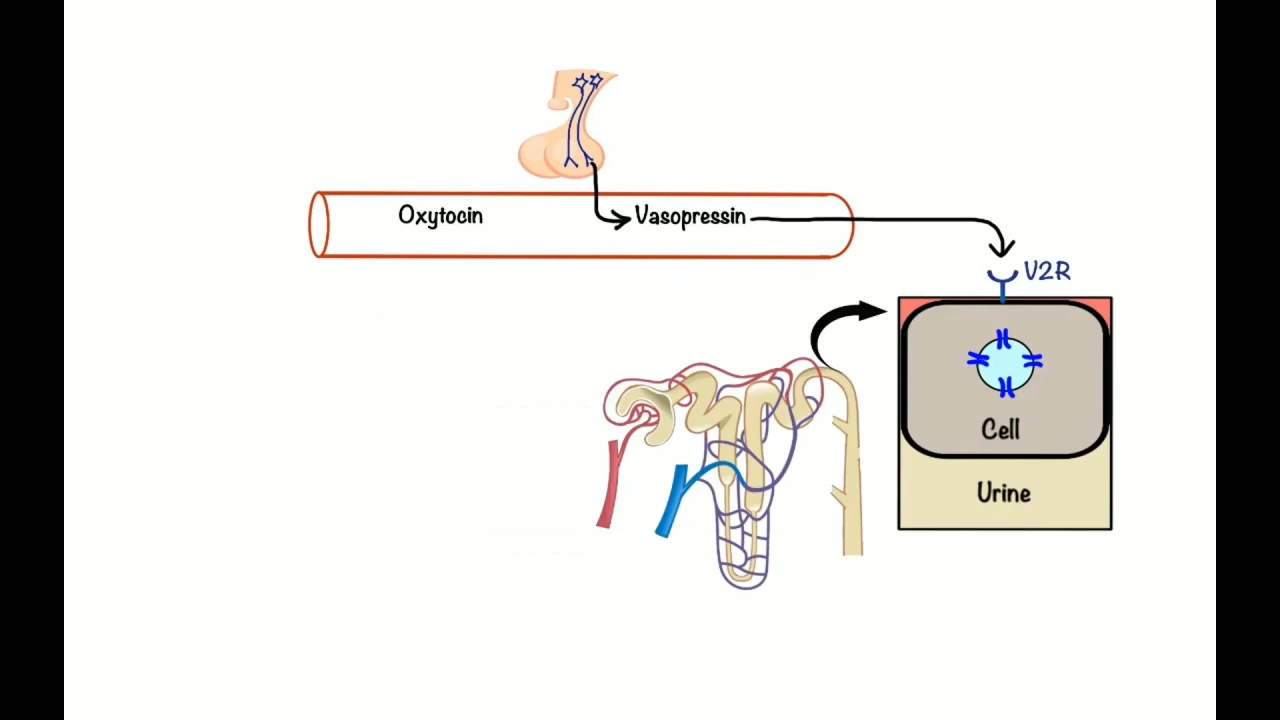 Oxytocin
Vasopressin
V2R
Cell
Urine